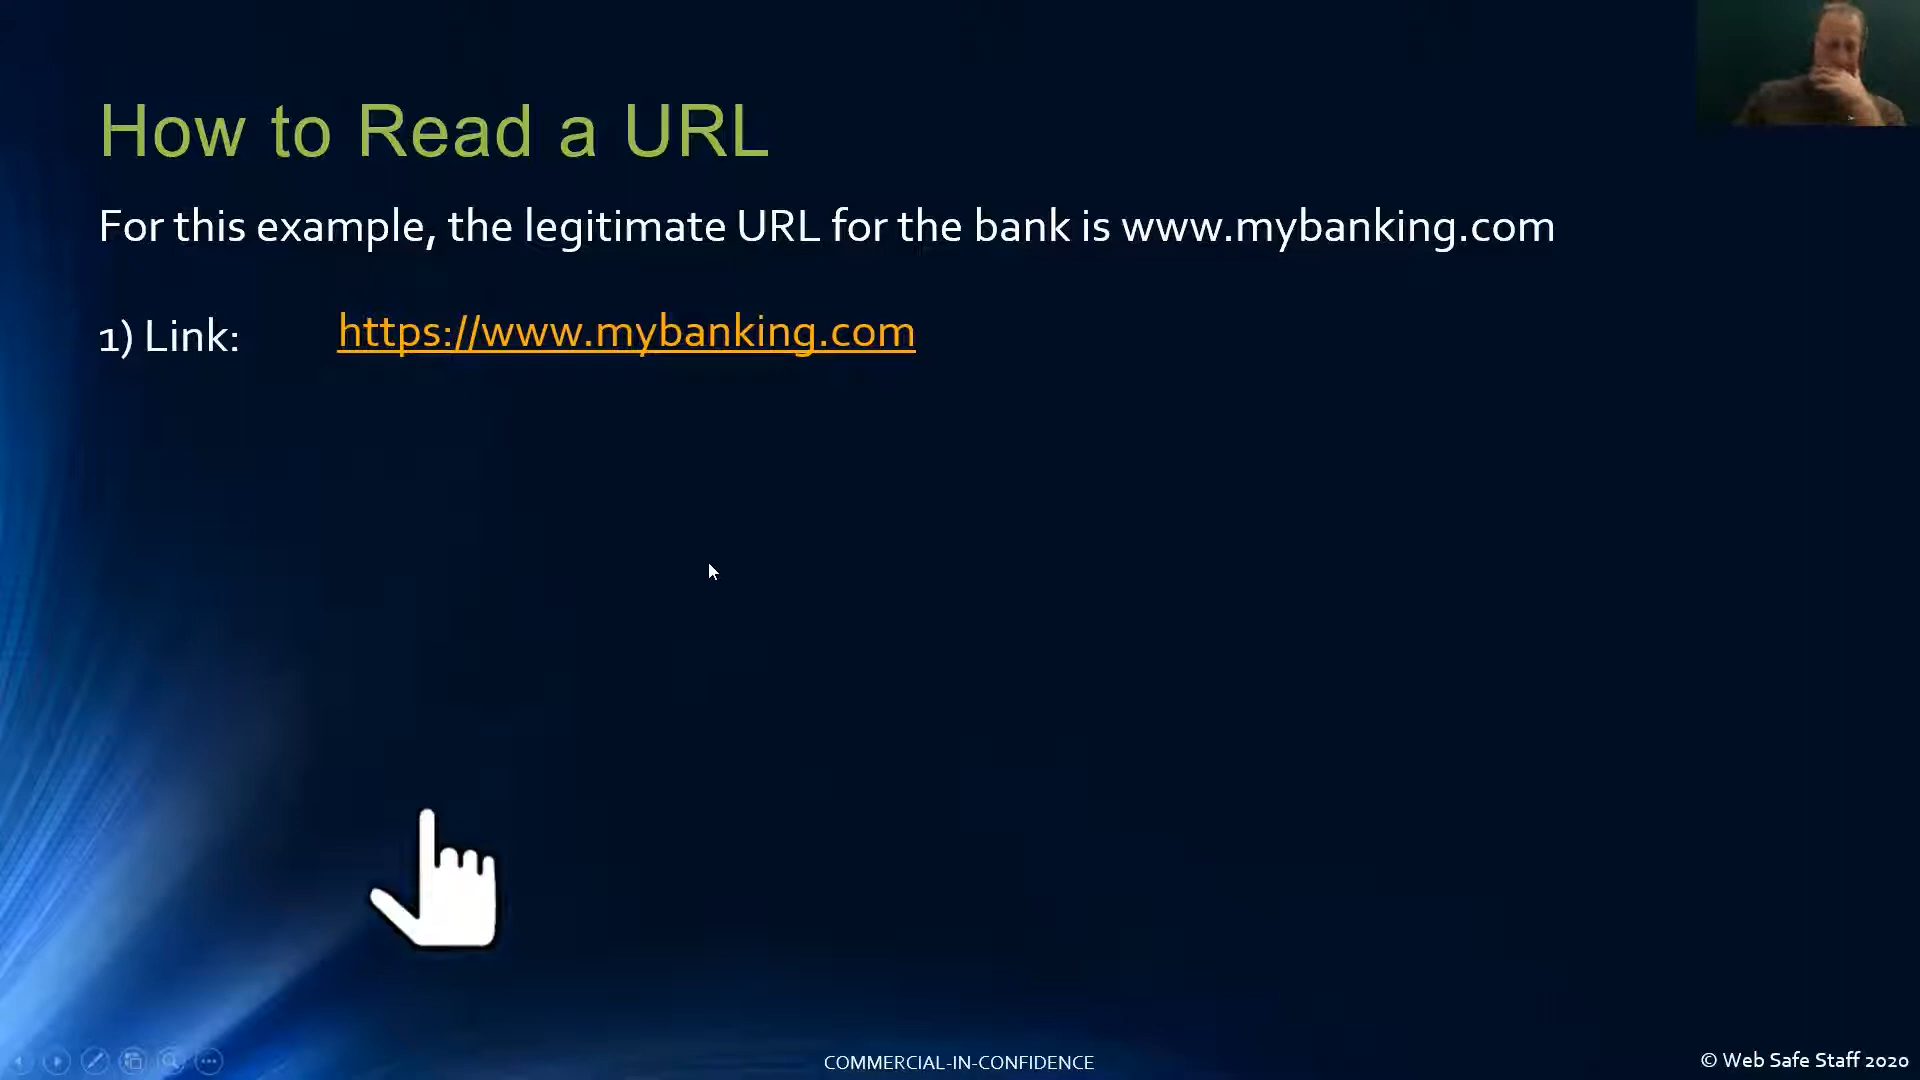 How to Read a URL
For this example, the legitimate URL for the bank is www.mybanking.com
1) Link: https://www.mybanking.com
COMMERCIAL-IN-CONFIDENCE
© Web Safe Staff 2020